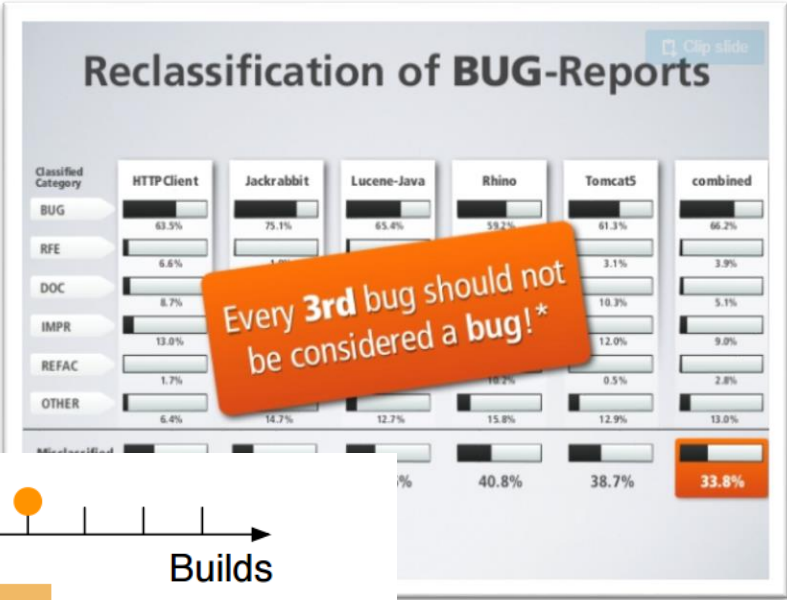 Clip slide
Reclassification of BUG-Reports
Classified
Category
HTTPClient Jackrabbit Lucene-Java Rhino Tomcat5 combined
BUG
63.5% 75.1% 65.4% 59.2% 61.3% 66.2%
RFE
6.6% 3.1% 3.9%
DOC
8.7% 10.3% 5.1%
IMPR
13.0% 12.0% 9.0%
REFAC
1.7% 10.2% 0.5% 2.8%
OTHER
6.4% 14.7% 12.7% 15.8% 12.9% 13.0%
Every 3rd bug should not
be considered a bug!*
Misclassified
% 40.8% 38.7% 33.8%
Builds